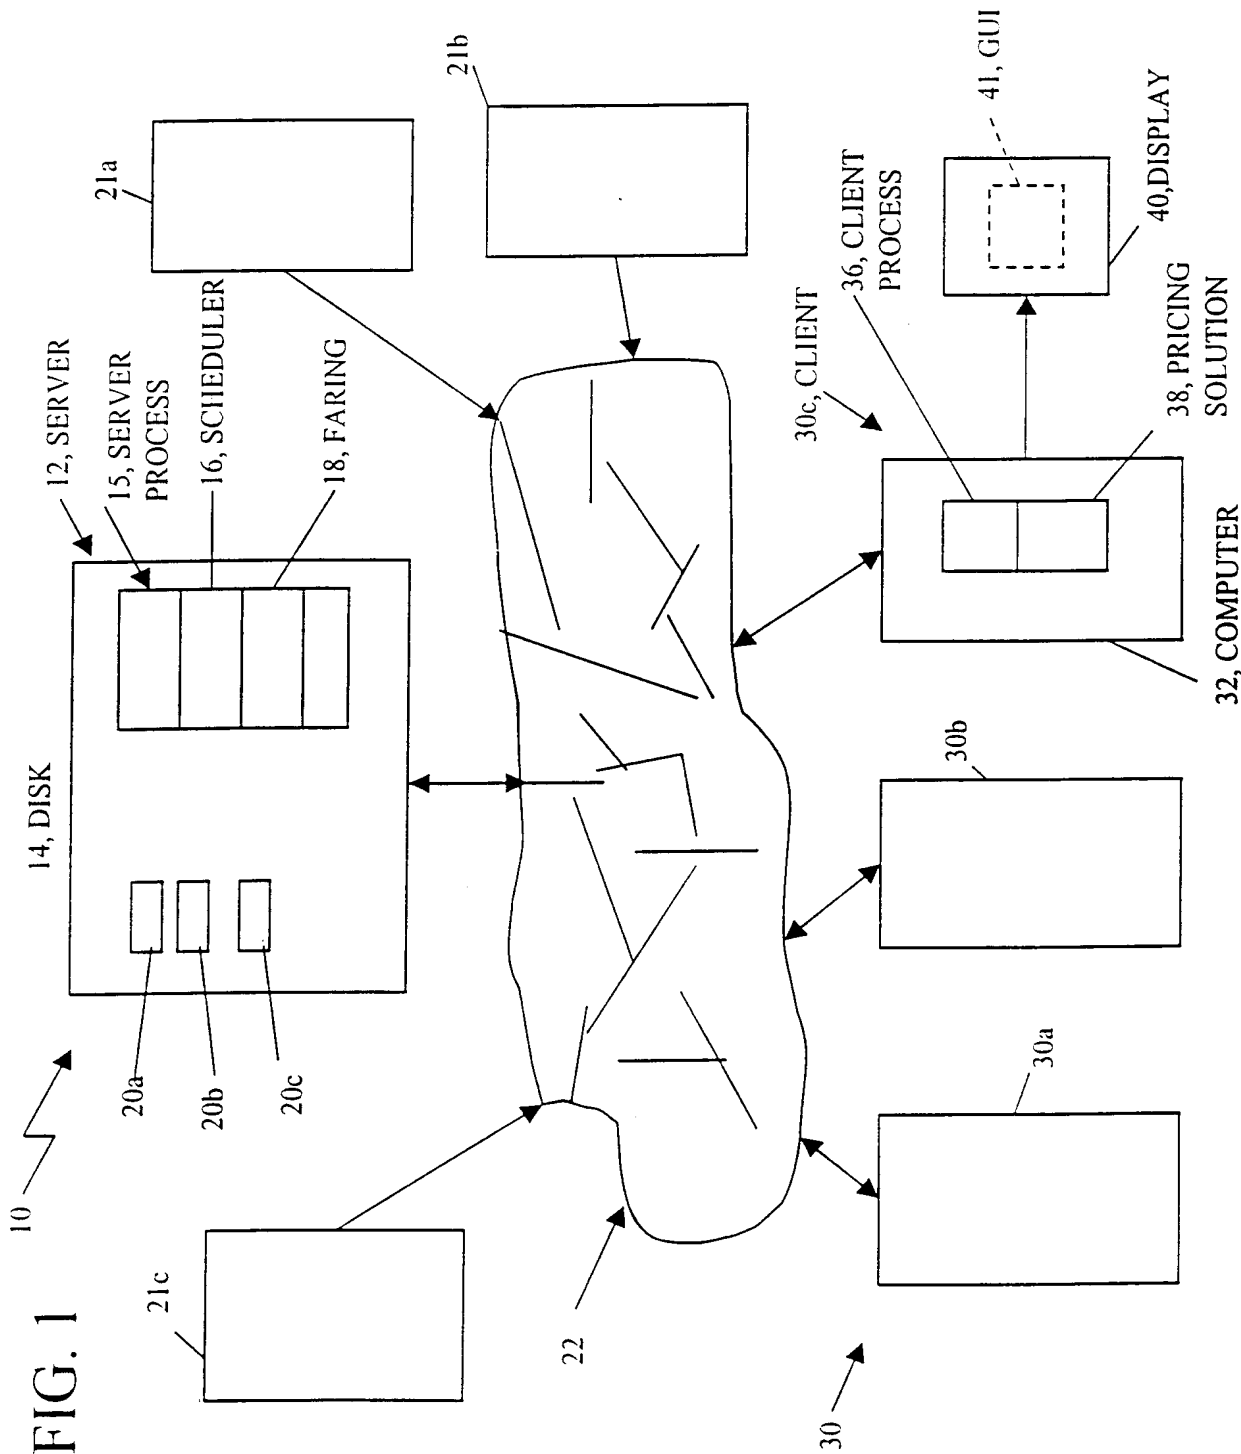 FIG. 1
10
21c
20a
20b
20c
14, DISK
12, SERVER
15, SERVER
PROCESS
16, SCHEDULER
18, FARING
21a
21b
22
30
30a
30b
30c, CLIENT
36, CLIENT
PROCESS
38, PRICING
SOLUTION
32, COMPUTER
40,DISPLAY
41, GUI